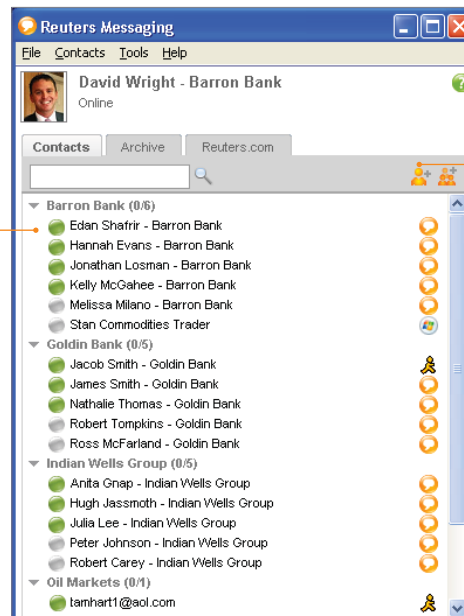 Reuters Messaging
File Contacts Tools Help
David Wright - Barron Bank
Online
?
Contacts Archive Reuters.com
Barron Bank (0/6)
Edan Shafrir - Barron Bank
Hannah Evans - Barron Bank
Jonathan Losman - Barron Bank
Kelly McGahee - Barron Bank
Melissa Milano - Barron Bank
Stan Commodities Trader
Goldin Bank (0/5)
Jacob Smith - Goldin Bank
James Smith - Goldin Bank
Nathalie Thomas - Goldin Bank
Robert Tompkins - Goldin Bank
Ross McFarland - Goldin Bank
Indian Wells Group (0/5)
Anita Gnap - Indian Wells Group
Hugh Jassmoth - Indian Wells Group
Julia Lee - Indian Wells Group
Peter Johnson - Indian Wells Group
Robert Carey - Indian Wells Group
Oil Markets (0/1)
tamhart1@aol.com